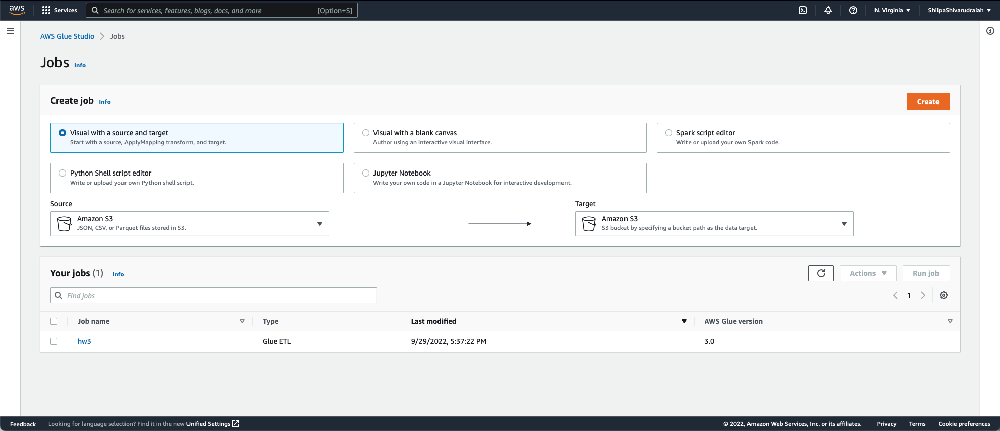 aws Services Search for services, features, blogs, docs, and more [Option+S] N. Virginia ShilpaShivarudraiah
AWS Glue Studio Jobs
Jobs Info
Create job Info Create
Visual with a source and target
Start with a source, ApplyMapping transform, and target.
Visual with a blank canvas
Author using an interactive visual interface.
Spark script editor
Write or upload your own Spark code.
Python Shell script editor
Write or upload your own Python shell script.
Jupyter Notebook
Write your own code in a Jupyter Notebook for interactive development.
Source
Amazon S3
JSON, CSV, or Parquet files stored in S3.
Target
Amazon S3
S3 bucket by specifying a bucket path as the data target.
Your jobs (1) Info Actions Run job
Find jobs 1
Job name Type Last modified AWS Glue version
hw3 Glue ETL 9/29/2022, 5:37:22 PM 3.0
Feedback Looking for language selection? Find it in the new Unified Settings © 2022, Amazon Web Services, Inc. or its affiliates. Privacy Terms Cookie preferences